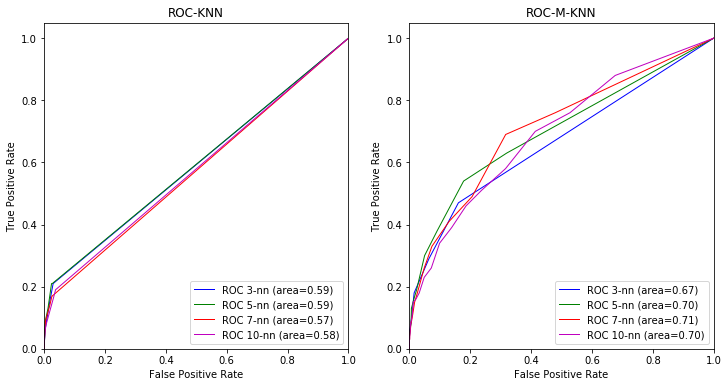 ROC-KNN
True Positive Rate
1.0
0.8
0.6
0.4
0.2
0.0
0.0 0.2 0.4 0.6 0.8 1.0
False Positive Rate
ROC 3-nn (area=0.59)
ROC 5-nn (area=0.59)
ROC 7-nn (area=0.57)
ROC 10-nn (area=0.58)
ROC-M-KNN
True Positive Rate
1.0
0.8
0.6
0.4
0.2
0.0
0.0 0.2 0.4 0.6 0.8 1.0
False Positive Rate
ROC 3-nn (area=0.67)
ROC 5-nn (area=0.70)
ROC 7-nn (area=0.71)
ROC 10-nn (area=0.70)